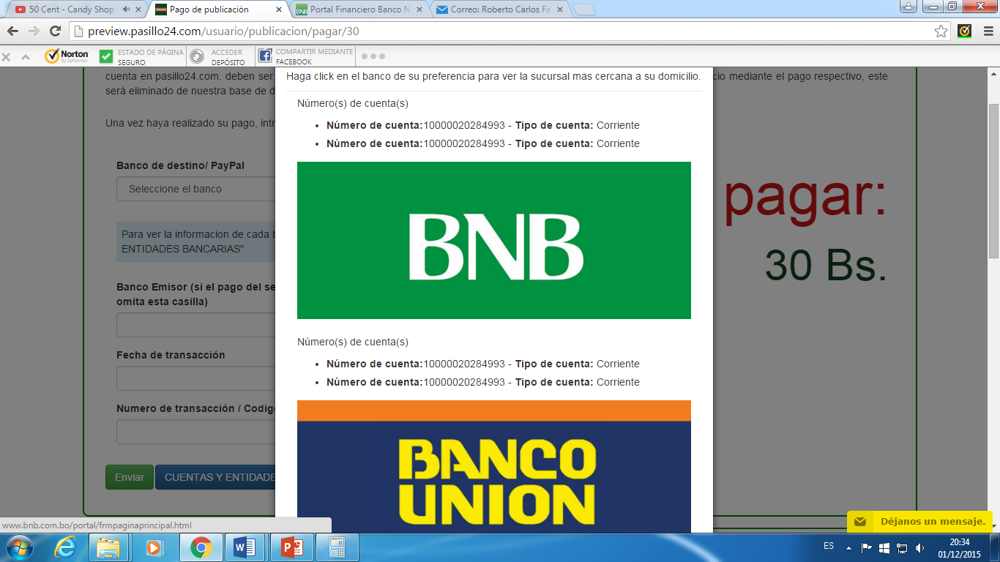 50 Cent - Candy Shop
Pago de publicación
Portal Financiero Banco N
Correo: Roberto Carlos Fa
preview.pasillo24.com/usuario/publicacion/pagar/30
Norton
by Symantec
ESTADO DE PÁGINA
SEGURO
ACCEDER
DEPÓSITO
COMPARTIR MEDIANTE
FACEBOOK
cuenta en pasillo24.com. deben ser
cio mediante el pago respectivo, este
será eliminado de nuestra base de d
Una vez haya realizado su pago, intr
Banco de destino/ PayPal
Seleccione el banco
Para ver la informacion de cada b
ENTIDADES BANCARIAS"
Banco Emisor (si el pago del se
omita esta casilla)
Fecha de transacción
Numero de transacción / Codigo
Enviar
CUENTAS Y ENTIDADE
Haga click en el banco de su preferencia para ver la sucursal mas cercana a su domicilio.
Número(s) de cuenta(s)
• Número de cuenta:10000020284993 - Tipo de cuenta: Corriente
• Número de cuenta:10000020284993 - Tipo de cuenta: Corriente
BNB
Número(s) de cuenta(s)
• Número de cuenta:10000020284993 - Tipo de cuenta: Corriente
• Número de cuenta:10000020284993 - Tipo de cuenta: Corriente
BANCO
UNION
pagar:
30 Bs.
www.bnb.com.bo/portal/frmpaginaprincipal.html
Déjanos un mensaje.
ES
20:34
01/12/2015